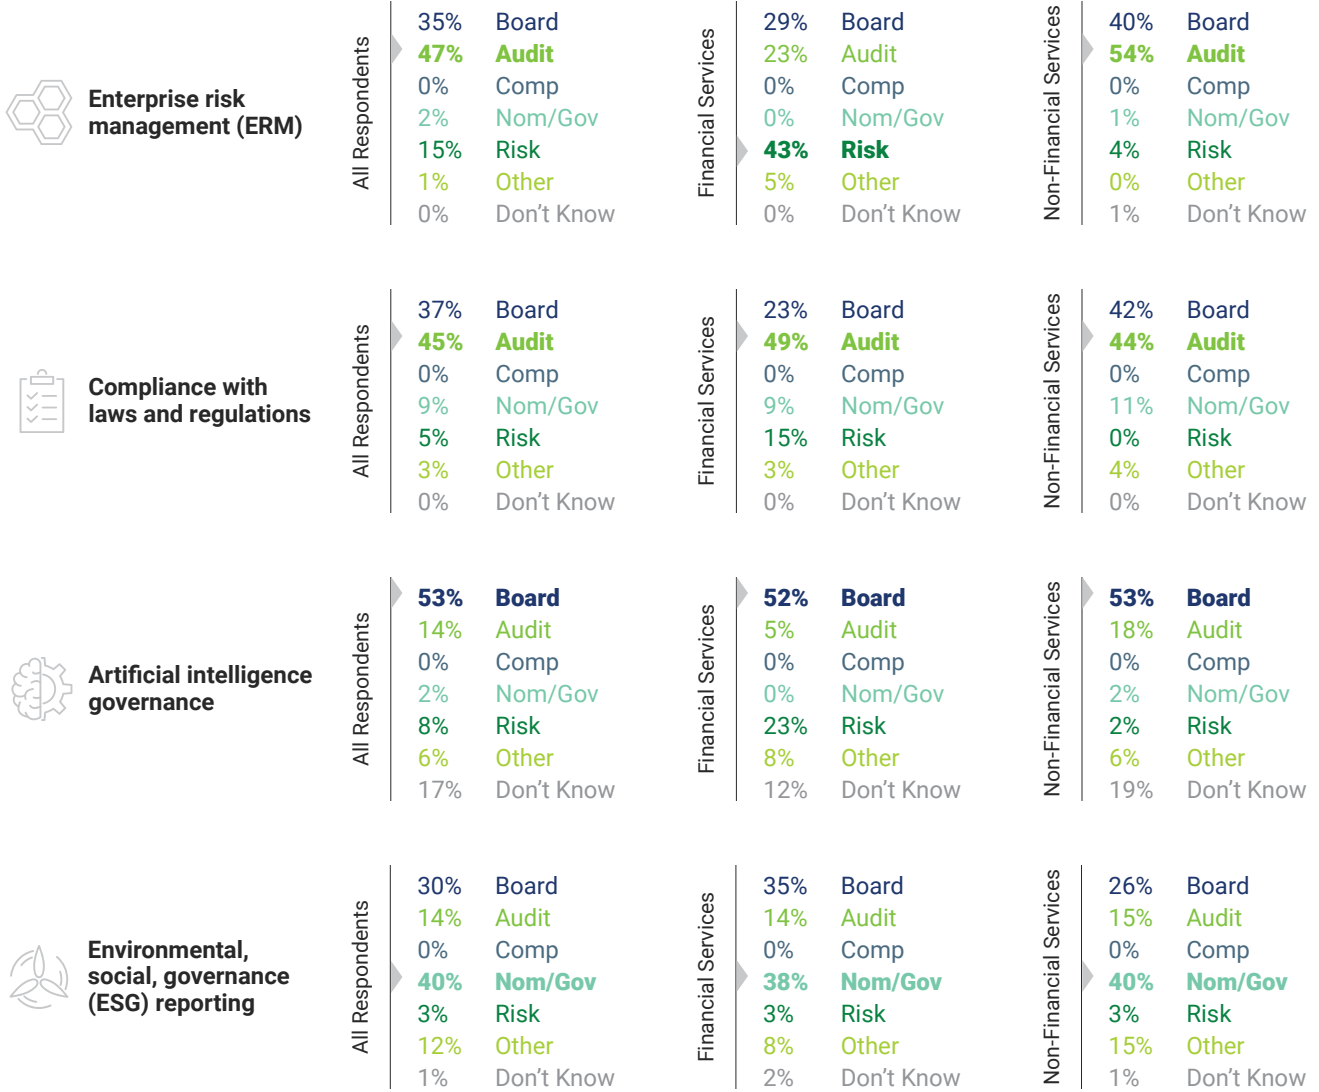 Enterprise risk
management (ERM)
All Respondents
35% Board
47% Audit
0% Comp
2% Nom/Gov
15% Risk
1% Other
0% Don't Know
Financial Services
29% Board
23% Audit
0% Comp
0% Nom/Gov
43% Risk
5% Other
0% Don't Know
Non-Financial Services
40% Board
54% Audit
0% Comp
1% Nom/Gov
4% Risk
0% Other
1% Don't Know
Compliance with
laws and regulations
All Respondents
37% Board
45% Audit
0% Comp
9% Nom/Gov
5% Risk
3% Other
0% Don't Know
Financial Services
23% Board
49% Audit
0% Comp
9% Nom/Gov
15% Risk
3% Other
0% Don't Know
Non-Financial Services
42% Board
44% Audit
0% Comp
11% Nom/Gov
0% Risk
4% Other
0% Don't Know
Artificial intelligence
governance
All Respondents
53% Board
14% Audit
0% Comp
2% Nom/Gov
8% Risk
6% Other
17% Don't Know
Financial Services
52% Board
5% Audit
0% Comp
0% Nom/Gov
23% Risk
8% Other
12% Don't Know
Non-Financial Services
53% Board
18% Audit
0% Comp
2% Nom/Gov
2% Risk
6% Other
19% Don't Know
Environmental,
social, governance
(ESG) reporting
All Respondents
30% Board
14% Audit
0% Comp
40% Nom/Gov
3% Risk
12% Other
1% Don't Know
Financial Services
35% Board
14% Audit
0% Comp
38% Nom/Gov
3% Risk
8% Other
2% Don't Know
Non-Financial Services
26% Board
15% Audit
0% Comp
40% Nom/Gov
3% Risk
15% Other
1% Don't Know